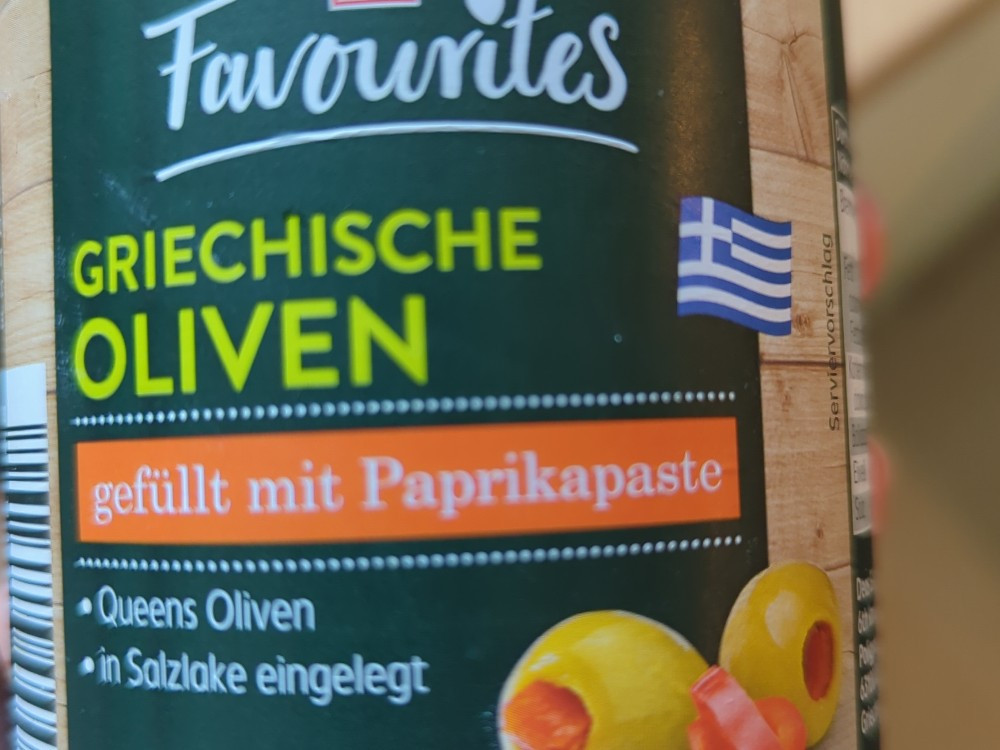 Favourites
GRIECHISCHE
OLIVEN
gefüllt mit Paprikapaste
• Queens Oliven
• in Salzlake eingelegt
Serviervorschlag